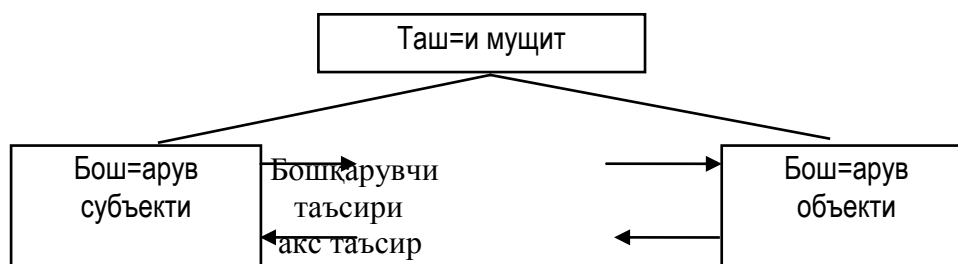 Таш=и мущит
Бош=арув
субъекти
Бошқарувчи
таъсири
акс таъсир
Бош=арув
объекти